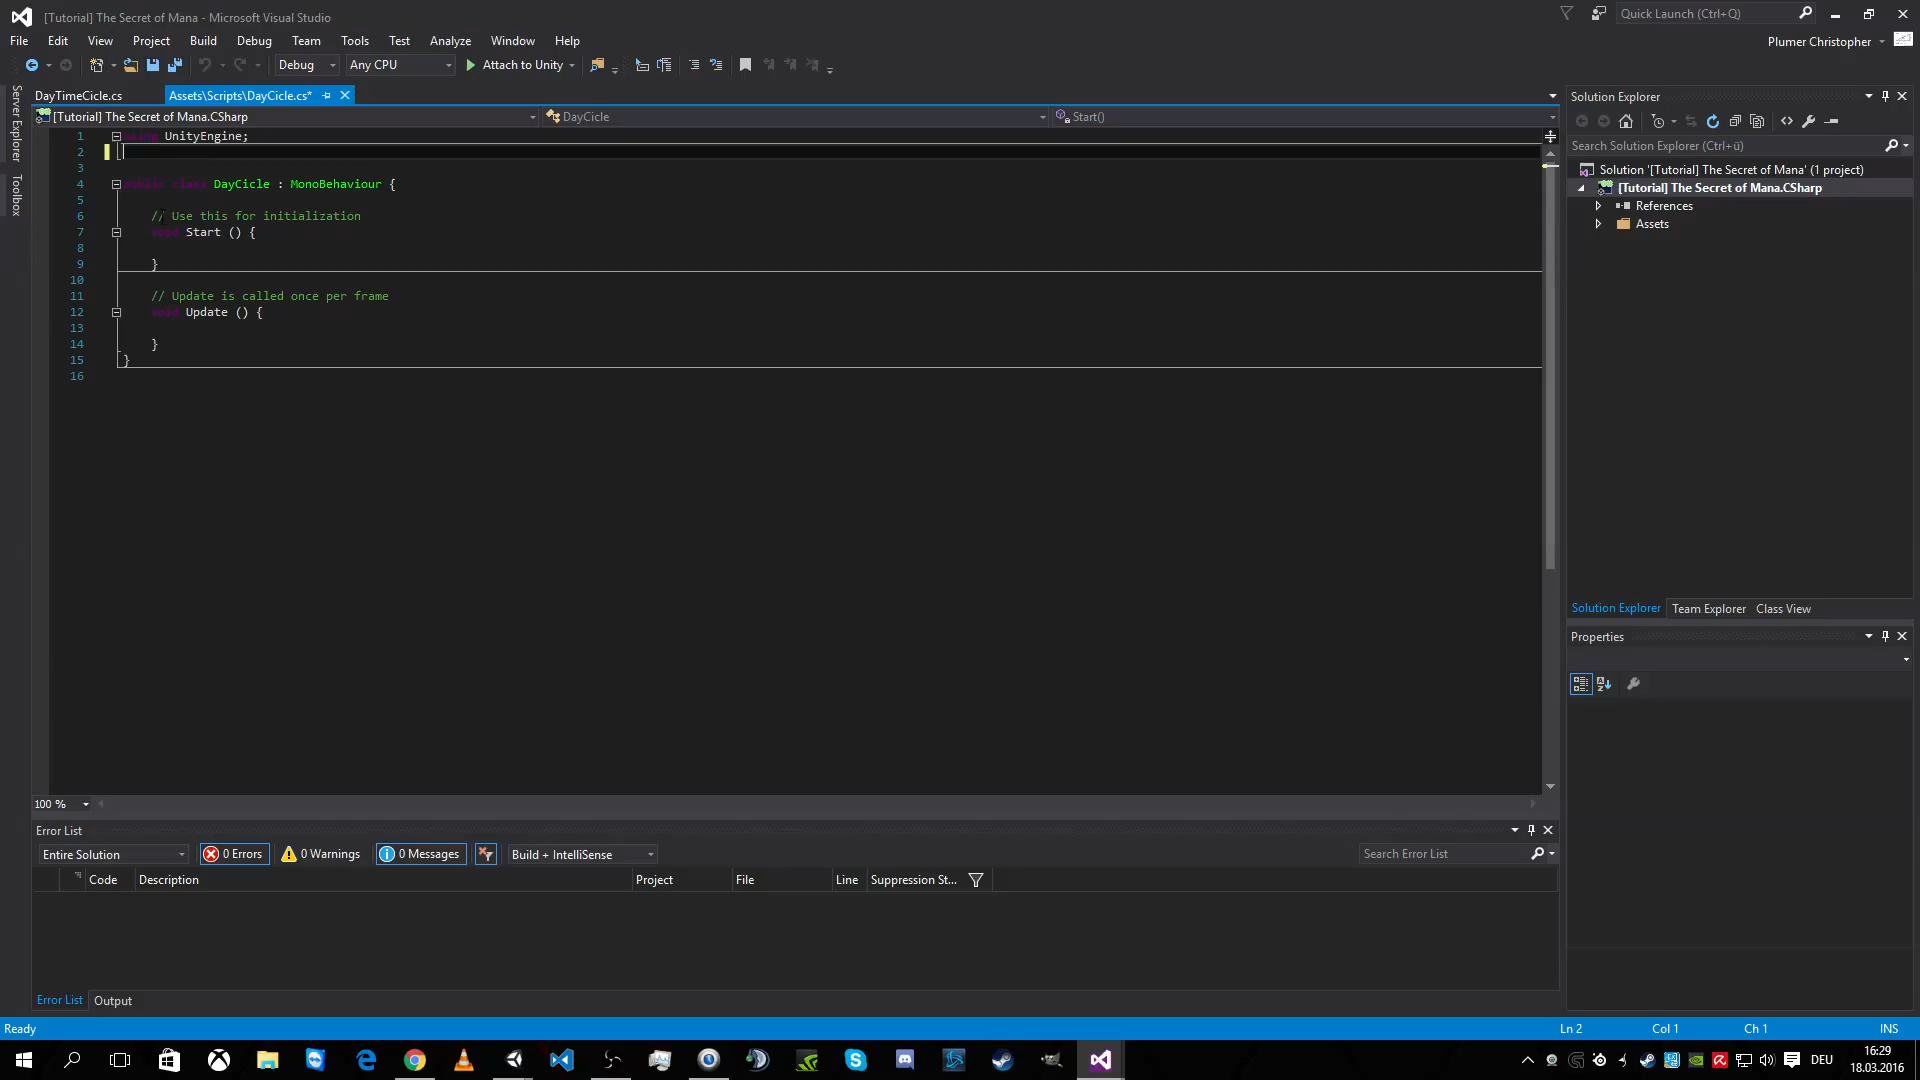 [Tutorial] The Secret of Mana - Microsoft Visual Studio
Quick Launch (Ctrl+Q)
File Edit View Project Build Debug Team Tools Test Analyze Window Help
Plumer Christopher
Debug Any CPU Attach to Unity
Server Explorer
Toolbox
DayTimeCicle.cs Assets\Scripts\DayCicle.cs*
[Tutorial] The Secret of Mana.CSharp DayCicle Start()
1 using UnityEngine;
2
3
4 public class DayCicle : MonoBehaviour {
5
6 // Use this for initialization
7 void Start () {
8
9 }
10
11 // Update is called once per frame
12 void Update () {
13
14 }
15 }
16
100 %
Solution Explorer
Search Solution Explorer (Ctrl+ü)
Solution '[Tutorial] The Secret of Mana' (1 project)
[Tutorial] The Secret of Mana.CSharp
References
Assets
Solution Explorer Team Explorer Class View
Properties
Error List
Entire Solution 0 Errors 0 Warnings 0 Messages Build + IntelliSense Search Error List
Code Description Project File Line Suppression St...
Error List Output
Ready Ln 2 Col 1 Ch 1 INS
DEU
16:29
18.03.2016